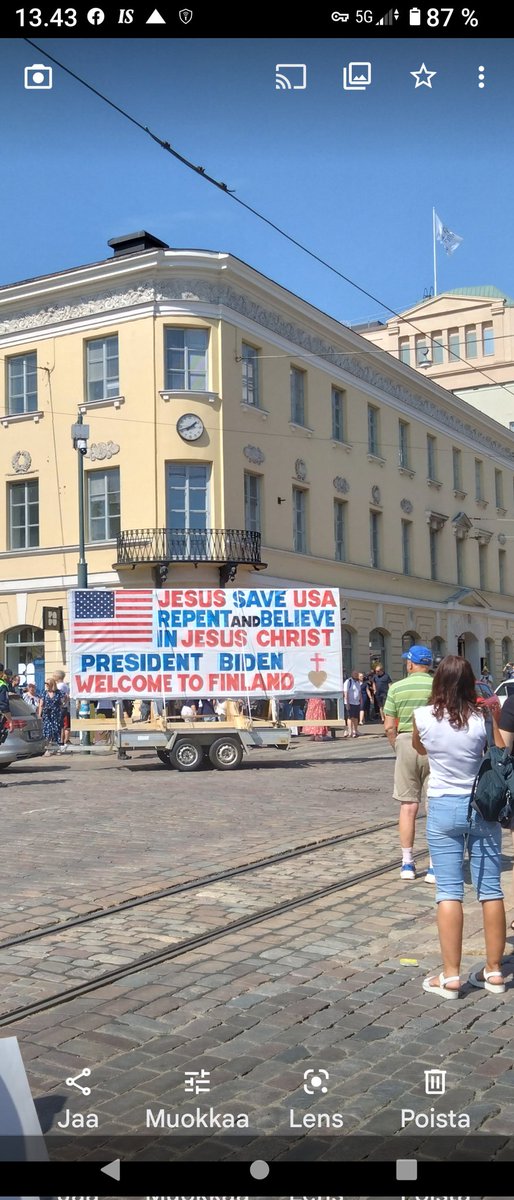 13.43
IS
5G
87 %
JESUS SAVE USA
REPENT AND BELIEVE
IN JESUS CHRIST
PRESIDENT BIDEN
WELCOME TO FINLAND
Jaa
Muokkaa
Lens
Poista